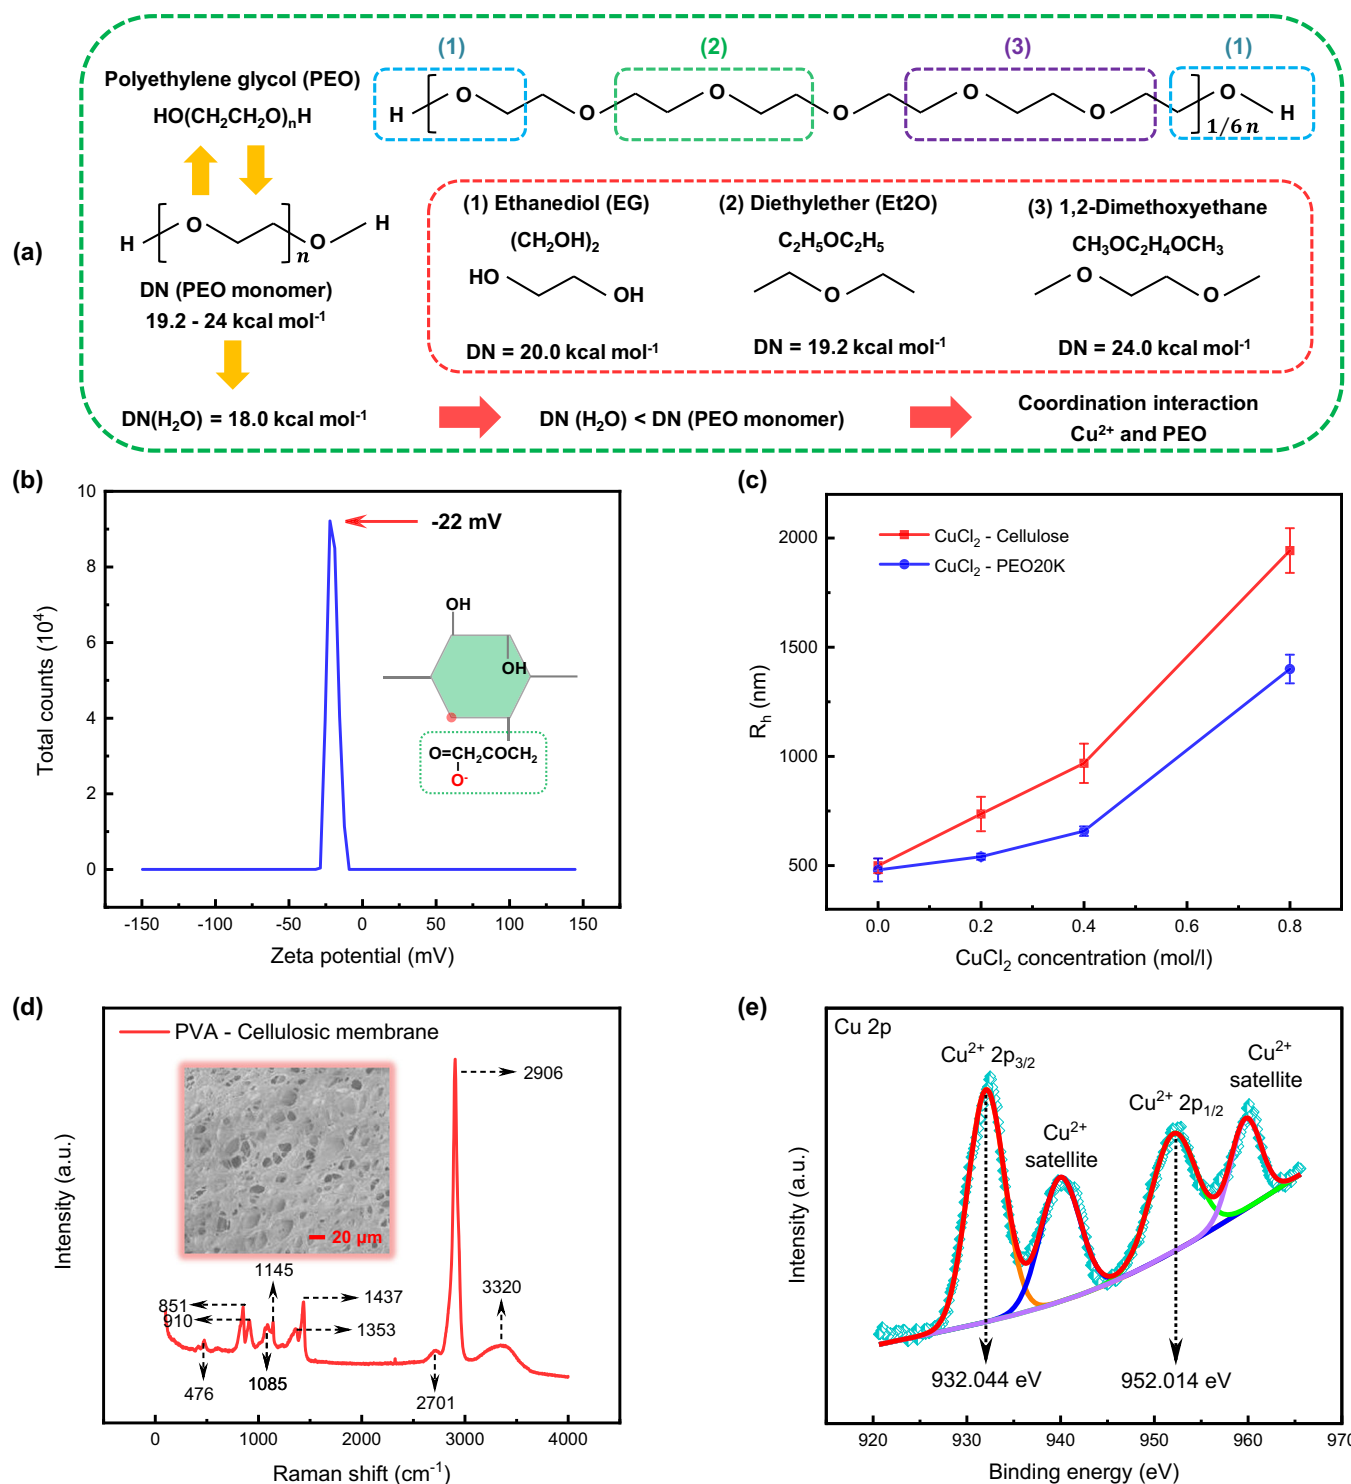 (a)
Polyethylene glycol (PEO)
HO(CH₂CH₂O)ₙH
H
O
n
O
H
DN (PEO monomer)
19.2 - 24 kcal mol⁻¹
(1)
(2)
(3)
(1)
H
O
O
O
O
O
O
O
H
1/6 n
(1) Ethanediol (EG)
(CH₂OH)₂
HO
OH
DN = 20.0 kcal mol⁻¹
(2) Diethylether (Et2O)
C₂H₅OC₂H₅
O
DN = 19.2 kcal mol⁻¹
(3) 1,2-Dimethoxyethane
CH₃OC₂H₄OCH₃
O
O
DN = 24.0 kcal mol⁻¹
DN(H₂O) = 18.0 kcal mol⁻¹
DN (H₂O) < DN (PEO monomer)
Coordination interaction
Cu²⁺ and PEO
(b)
Total counts (10⁴)
10
8
6
4
2
0
-22 mV
OH
OH
O=CH₂COCH₂
O⁻
-150
-100
-50
0
50
100
150
Zeta potential (mV)
(c)
Rₕ (nm)
2000
1500
1000
500
CuCl₂ - Cellulose
CuCl₂ - PEO20K
0.0
0.2
0.4
0.6
0.8
CuCl₂ concentration (mol/l)
(d)
PVA - Cellulosic membrane
Intensity (a.u.)
20 μm
2906
1145
851
910
1437
1353
3320
476
1085
2701
0
1000
2000
3000
4000
Raman shift (cm⁻¹)
(e)
Cu 2p
Intensity (a.u.)
Cu²⁺ 2p₃/₂
Cu²⁺
satellite
Cu²⁺ 2p₁/₂
Cu²⁺
satellite
932.044 eV
952.014 eV
920
930
940
950
960
970
Binding energy (eV)